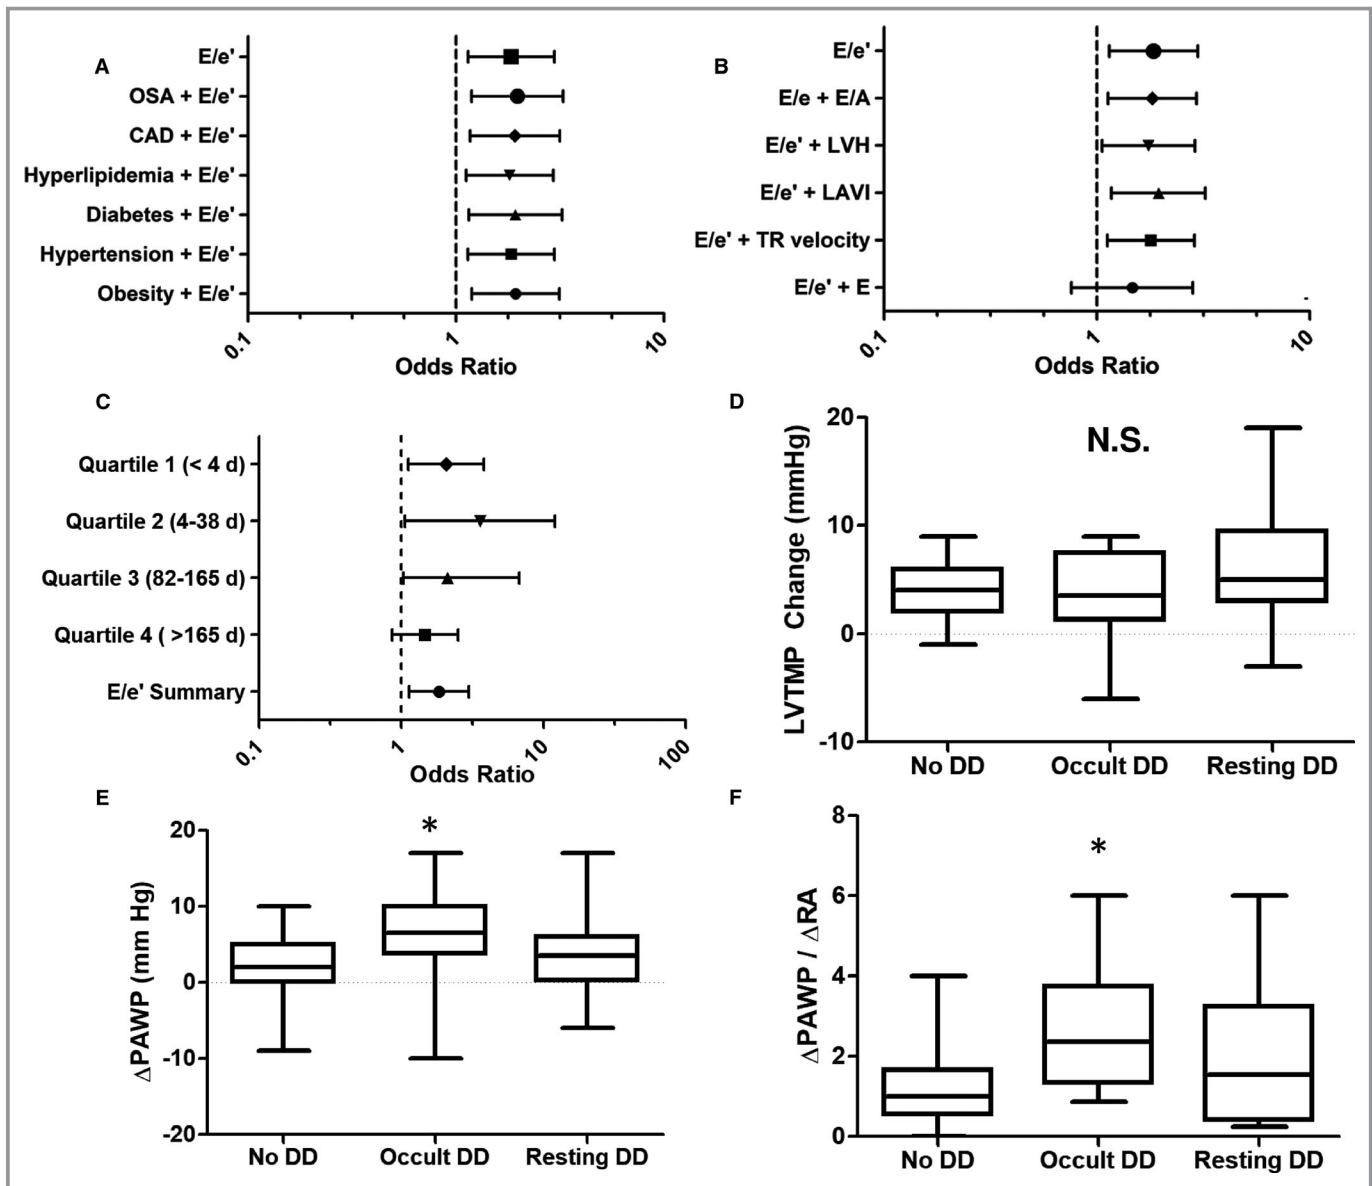 A
E/e'
OSA + E/e'
CAD + E/e'
Hyperlipidemia + E/e'
Diabetes + E/e'
Hypertension + E/e'
Obesity + E/e'
0.1
1
10
Odds Ratio
B
E/e'
E/e + E/A
E/e' + LVH
E/e' + LAVI
E/e' + TR velocity
E/e' + E
0.1
1
10
Odds Ratio
C
Quartile 1 (< 4 d)
Quartile 2 (4-38 d)
Quartile 3 (82-165 d)
Quartile 4 ( >165 d)
E/e' Summary
0.1
1
10
100
Odds Ratio
D
LVTMP Change (mmHg)
20
10
0
-10
N.S.
No DD
Occult DD
Resting DD
E
ΔPAWP (mm Hg)
20
10
0
-10
-20
*
No DD
Occult DD
Resting DD
F
ΔPAWP / ΔRA
8
6
4
2
0
*
No DD
Occult DD
Resting DD